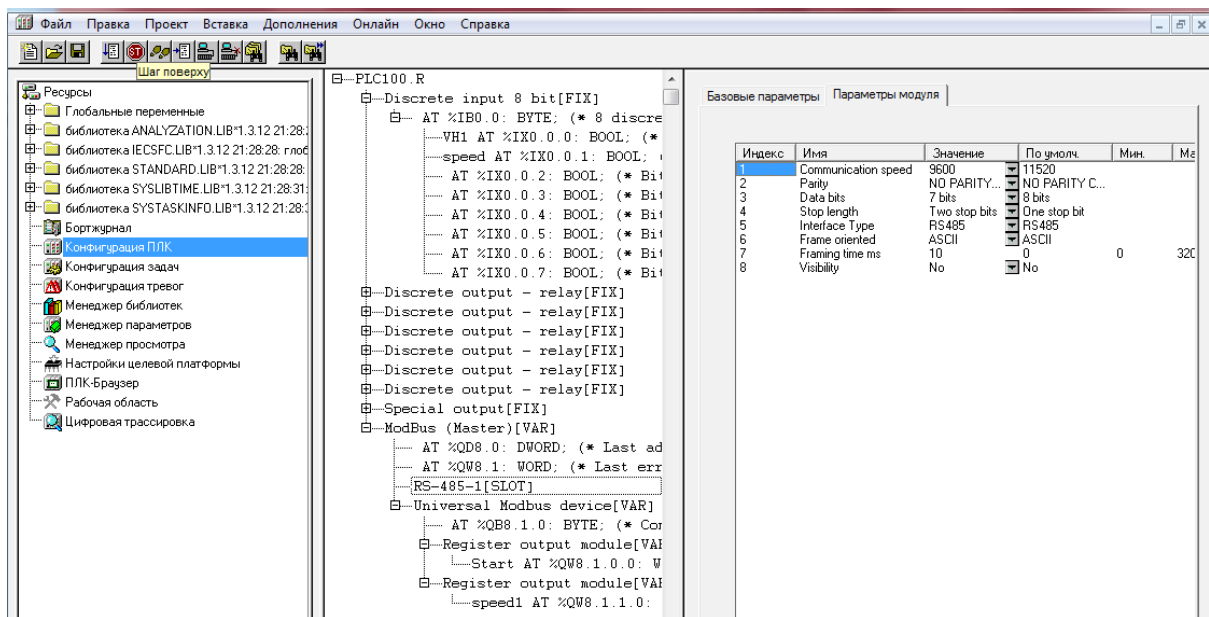 Файл Правка Проект Вставка Дополнения Онлайн Окно Справка
Шаг поверху
Ресурсы
Глобальные переменные
библиотека ANALYZATION.LIB*1.3.12 21:28:
библиотека IECSFC.LIB*1.3.12 21:28:28: глоб
библиотека STANDARD.LIB*1.3.12 21:28:28:
библиотека SYSLIBTIME.LIB*1.3.12 21:28:31:
библиотека SYSTASKINFO.LIB*1.3.12 21:28:
Бортжурнал
Конфигурация ПЛК
Конфигурация задач
Конфигурация тревог
Менеджер библиотек
Менеджер параметров
Менеджер просмотра
Настройки целевой платформы
ПЛК-Браузер
Рабочая область
Цифровая трассировка
PLC100.R
Discrete input 8 bit[FIX]
AT %IB0.0: BYTE; (* 8 discre
VH1 AT %IX0.0.0: BOOL; (*
speed AT %IX0.0.1: BOOL;
AT %IX0.0.2: BOOL; (* Bit
AT %IX0.0.3: BOOL; (* Bit
AT %IX0.0.4: BOOL; (* Bit
AT %IX0.0.5: BOOL; (* Bit
AT %IX0.0.6: BOOL; (* Bit
AT %IX0.0.7: BOOL; (* Bit
Discrete output - relay[FIX]
Discrete output - relay[FIX]
Discrete output - relay[FIX]
Discrete output - relay[FIX]
Discrete output - relay[FIX]
Discrete output - relay[FIX]
Special output[FIX]
ModBus (Master)[VAR]
AT %QD8.0: DWORD; (* Last ad
AT %QW8.1: WORD; (* Last err
RS-485-1[SLOT]
Universal Modbus device[VAR]
AT %QB8.1.0: BYTE; (* Con
Register output module[VAR
Start AT %QW8.1.0.0: W
Register output module[VAR
speed1 AT %QW8.1.1.0:
Базовые параметры Параметры модуля
Индекс Имя Значение По умолч. Мин. Ма
1 Communication speed 9600 11520
2 Parity NO PARITY... NO PARITY C...
3 Data bits 7 bits 8 bits
4 Stop length Two stop bits One stop bit
5 Interface Type RS485 RS485
6 Frame oriented ASCII ASCII
7 Framing time ms 10 0 0 320
8 Visibility No No